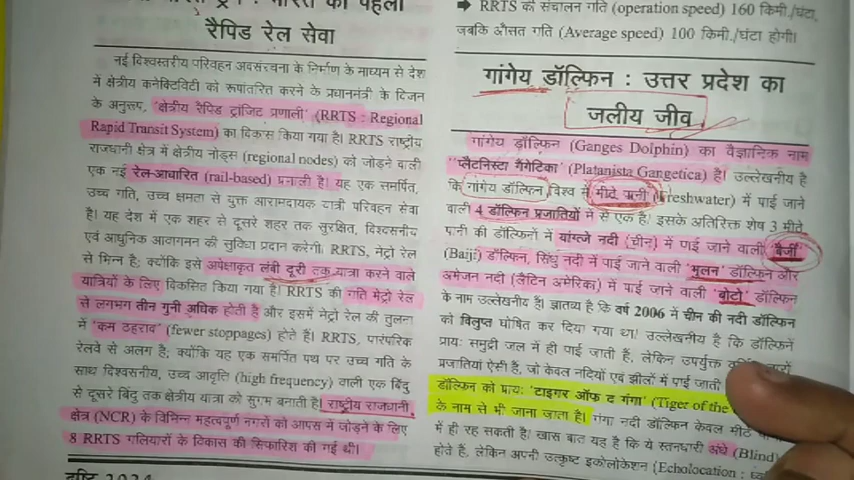 भारत का पहला
रैपिड रेल सेवा
नई विश्वस्तरीय परिवहन अवसंरचना के निर्माण के माध्यम से देश
में क्षेत्रीय कनेक्टिविटी को रूपांतरित करने के प्रधानमंत्री के विज़न
के अनुरूप, 'क्षेत्रीय रैपिड ट्रांजिट प्रणाली' (RRTS : Regional
Rapid Transit System) का विकास किया गया है। RRTS राष्ट्रीय
राजधानी क्षेत्र में क्षेत्रीय नोड्स (regional nodes) को जोड़ने वाली
एक नई रेल-आधारित (rail-based) प्रणाली है। यह एक समर्पित,
उच्च गति, उच्च क्षमता से युक्त आरामदायक यात्री परिवहन सेवा
है। यह देश में एक शहर से दूसरे शहर तक सुरक्षित, विश्वसनीय
एवं आधुनिक आवागमन की सुविधा प्रदान करेगी। RRTS, मेट्रो रेल
से भिन्न है; क्योंकि इसे अपेक्षाकृत लंबी दूरी तक यात्रा करने वाले
यात्रियों के लिए विकसित किया गया है। RRTS की गति मेट्रो रेल
से लगभग तीन गुनी अधिक होती है और इसमें मेट्रो रेल की तुलना
में 'कम ठहराव' (fewer stoppages) होते हैं। RRTS, पारंपरिक
रेलवे से अलग है; क्योंकि यह एक समर्पित पथ पर उच्च गति के
साथ विश्वसनीय, उच्च आवृति (high frequency) वाली एक बिंदु
से दूसरे बिंदु तक क्षेत्रीय यात्रा को सुगम बनाती है। राष्ट्रीय राजधानी
क्षेत्र (NCR) के विभिन्न महत्वपूर्ण नगरों को आपस में जोड़ने के लिए
8 RRTS गलियारों के विकास की सिफारिश की गई थी।
2024
➡ RRTS की संचालन गति (operation speed) 160 किमी./घंटा,
जबकि औसत गति (Average speed) 100 किमी./घंटा होगी।
गांगेय डॉल्फिन : उत्तर प्रदेश का
जलीय जीव
गांगेय डॉल्फिन (Ganges Dolphin) का वैज्ञानिक नाम
'प्लैटनिस्टा गैंगेटिका' (Platanista Gangetica) है। उल्लेखनीय है
कि गांगेय डॉल्फिन विश्व में मीठे पानी (Freshwater) में पाई जाने
वाली 4 डॉल्फिन प्रजातियों में से एक है। इसके अतिरिक्त शेष 3 मीठे
पानी की डॉल्फिनों में यांग्त्जे नदी (चीन) में पाई जाने वाली 'बैजी'
(Baiji) डॉल्फिन, सिंधु नदी में पाई जाने वाली 'भुलन' डॉल्फिन और
अमेजन नदी (लैटिन अमेरिका) में पाई जाने वाली 'बोटो' डॉल्फिन
के नाम उल्लेखनीय हैं। ज्ञातव्य है कि वर्ष 2006 में चीन की नदी डॉल्फिन
को विलुप्त घोषित कर दिया गया था। उल्लेखनीय है कि डॉल्फिनें
प्रायः समुद्री जल में ही पाई जाती हैं, लेकिन उपर्युक्त
प्रजातियां ऐसी हैं, जो केवल नदियों एवं झीलों में पाई जाती
डॉल्फिन को प्रायः 'टाइगर ऑफ द गंगा' (Tiger of the
के नाम से भी जाना जाता है। गंगा नदी डॉल्फिन केवल मीठे
में ही रह सकती है। खास बात यह है कि ये स्तनधारी अंधे (Blind)
होते हैं, लेकिन अपनी उत्कृष्ट इकोलोकेशन (Echolocation :